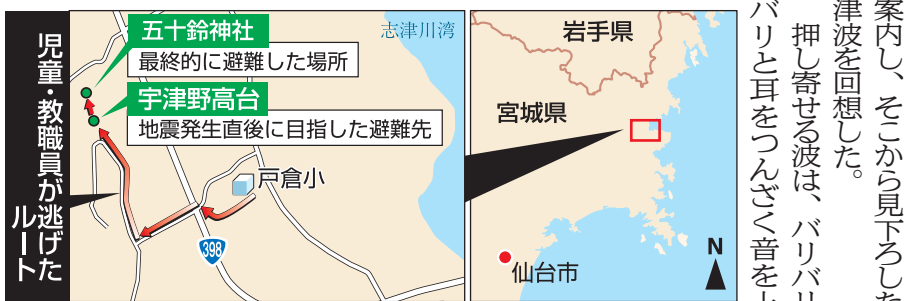 案内し、そこから見下ろした
津波を回想した。
押し寄せる波は、バリバリ
バリと耳をつんざく音を
児童・教職員が逃げた
ルート
五十鈴神社
最終的に避難した場所
宇津野高台
地震発生直後に目指した避難先
志津川湾
戸倉小
398
岩手県
宮城県
仙台市
N